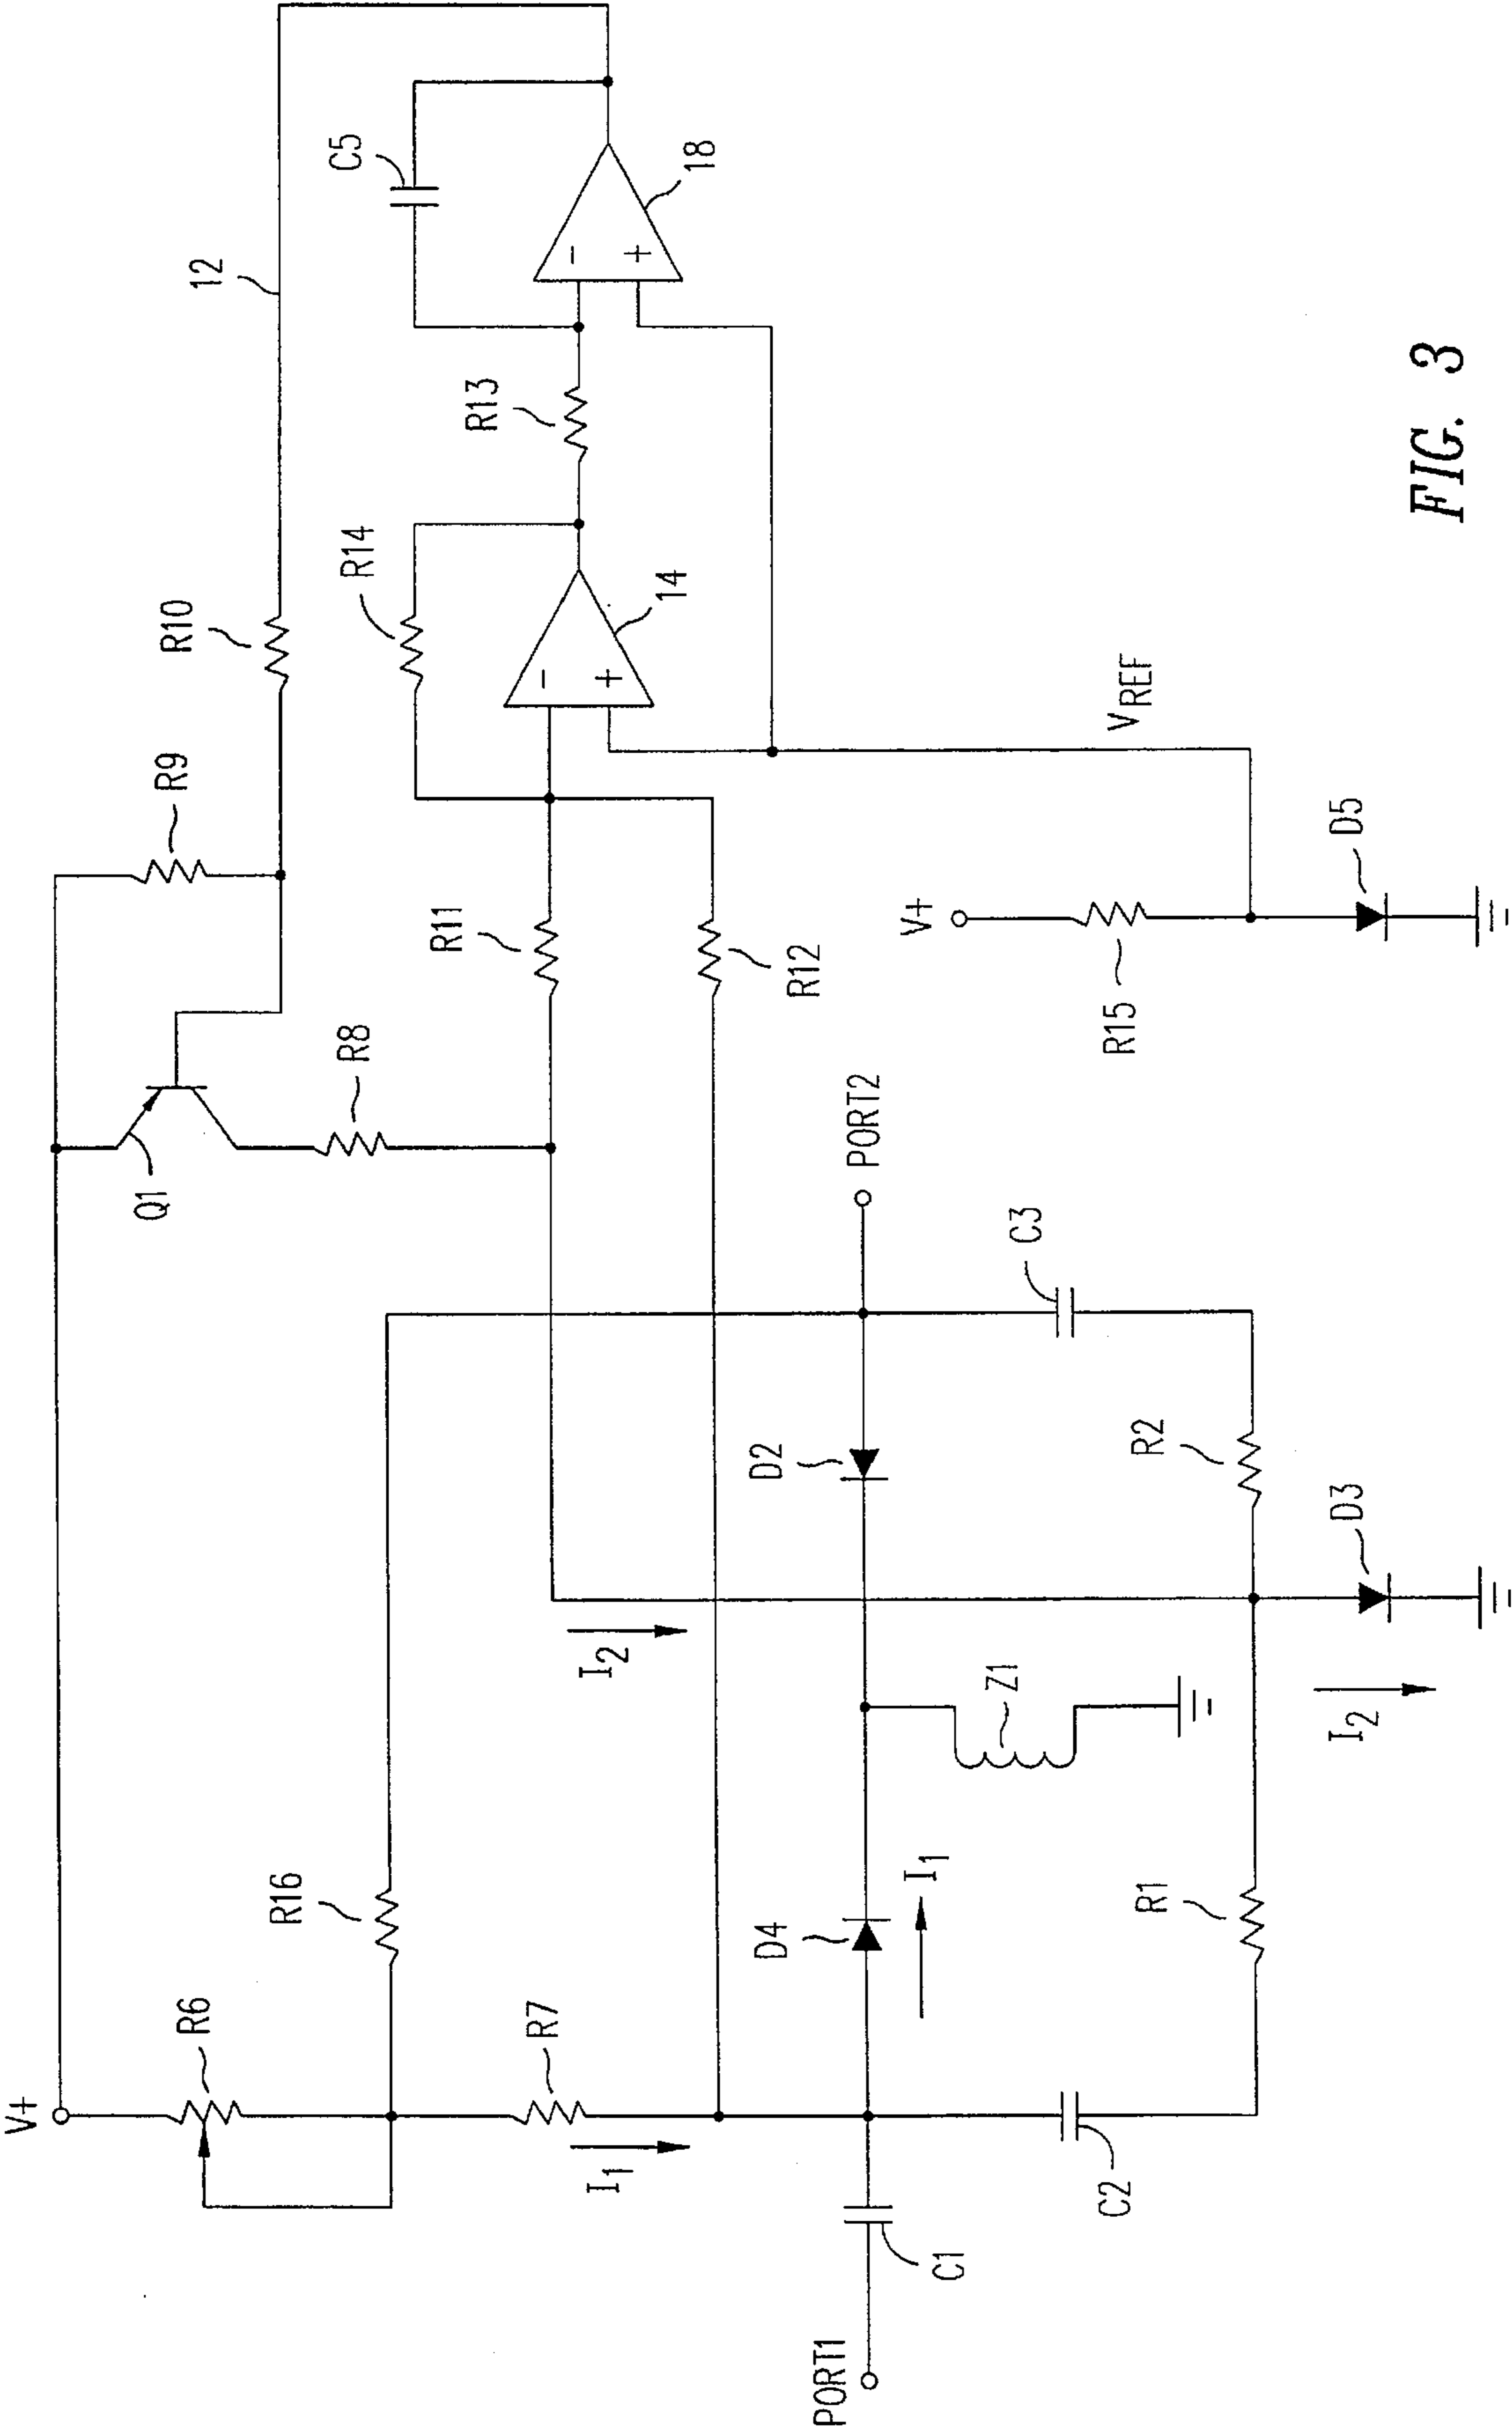 12
C5
R10
R9
R14
18
R13
14
R11
R8
Q1
R12
VREF
V+
R15
D5
PORT2
C3
D2
R2
D3
I2
I2
Z1
R16
I1
D4
R1
V+
R6
R7
I1
C2
C1
PORT1
- +
- +
FIG. 3